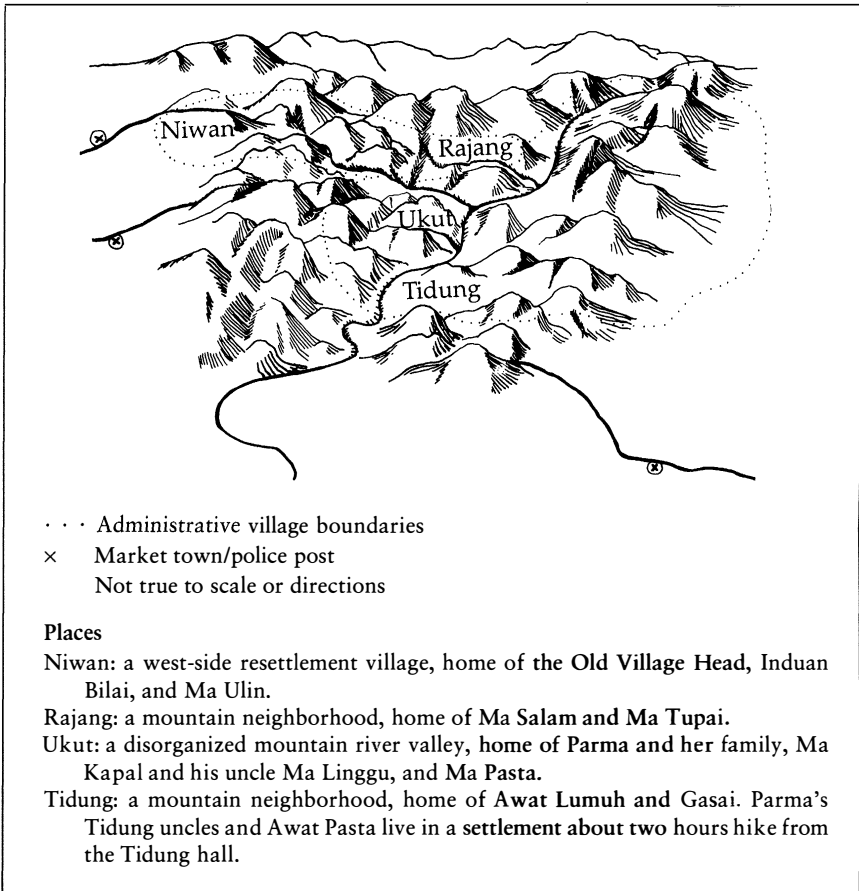 Niwan
Rajang
Ukut
Tidung
· · · Administrative village boundaries
× Market town/police post
Not true to scale or directions
Places
Niwan: a west-side resettlement village, home of the Old Village Head, Induan
Bilai, and Ma Ulin.
Rajang: a mountain neighborhood, home of Ma Salam and Ma Tupai.
Ukut: a disorganized mountain river valley, home of Parma and her family, Ma
Kapal and his uncle Ma Linggu, and Ma Pasta.
Tidung: a mountain neighborhood, home of Awat Lumuh and Gasai. Parma's
Tidung uncles and Awat Pasta live in a settlement about two hours hike from
the Tidung hall.